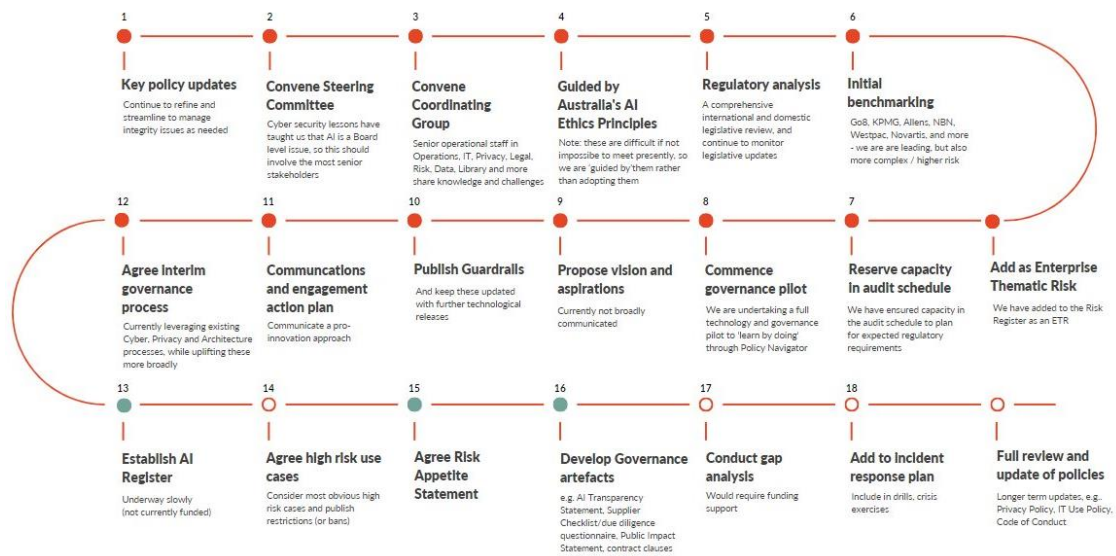 1
Key policy updates
Continue to refine and
streamline to manage
integrity issues as needed
2
Convene Steering
Committee
Cyber security lessons have
taught us that AI is a Board
level issue, so this should
involve the most senior
stakeholders
3
Convene
Coordinating
Group
Senior operational staff in
Operations, IT, Privacy, Legal,
Risk, Data, Library and more
share knowledge and challenges
4
Guided by
Australia's AI
Ethics Principles
Note: these are difficult if not
impossibe to meet presently, so
we are 'guided by'them rather
than adopting them
5
Regulatory analysis
A comprehensive
international and domestic
legislative review, and
continue to monitor
legislative updates
6
Initial
benchmarking
Go8, KPMG, Allens, NBN,
Westpac, Novartis, and more
- we are are leading, but also
more complex / higher risk
Add as Enterprise
Thematic Risk
We have added to the Risk
Register as an ETR
7
Reserve capacity
in audit schedule
We have ensured capacity in
the audit schedule to plan
for expected regulatory
requirements
8
Commence
governance pilot
We are undertaking a full
technology and governance
pilot to 'learn by doing'
through Policy Navigator
9
Propose vision and
aspirations
Currently not broadly
communicated
10
Publish Guardrails
And keep these updated
with further technological
releases
11
Communcations
and engagement
action plan
Communicate a pro-
innovation approach
12
Agree interim
governance
process
Currently leveraging existing
Cyber, Privacy and Architecture
processes, while uplifting these
more broadly
13
Establish AI
Register
Underway slowly
(not currently funded)
14
Agree high risk use
cases
Consider most obvious high
risk cases and publish
restrictions (or bans)
15
Agree Risk
Appetite
Statement
16
Develop Governance
artefacts
e.g. AI Transparency
Statement, Supplier
Checklist/due diligence
questionnaire, Public Impact
Statement, contract clauses
17
Conduct gap
analysis
Would require funding
support
18
Add to incident
response plan
Include in drills, crisis
exercises
Full review and
update of policies
Longer term updates, e.g..
Privacy Policy, IT Use Policy,
Code of Conduct